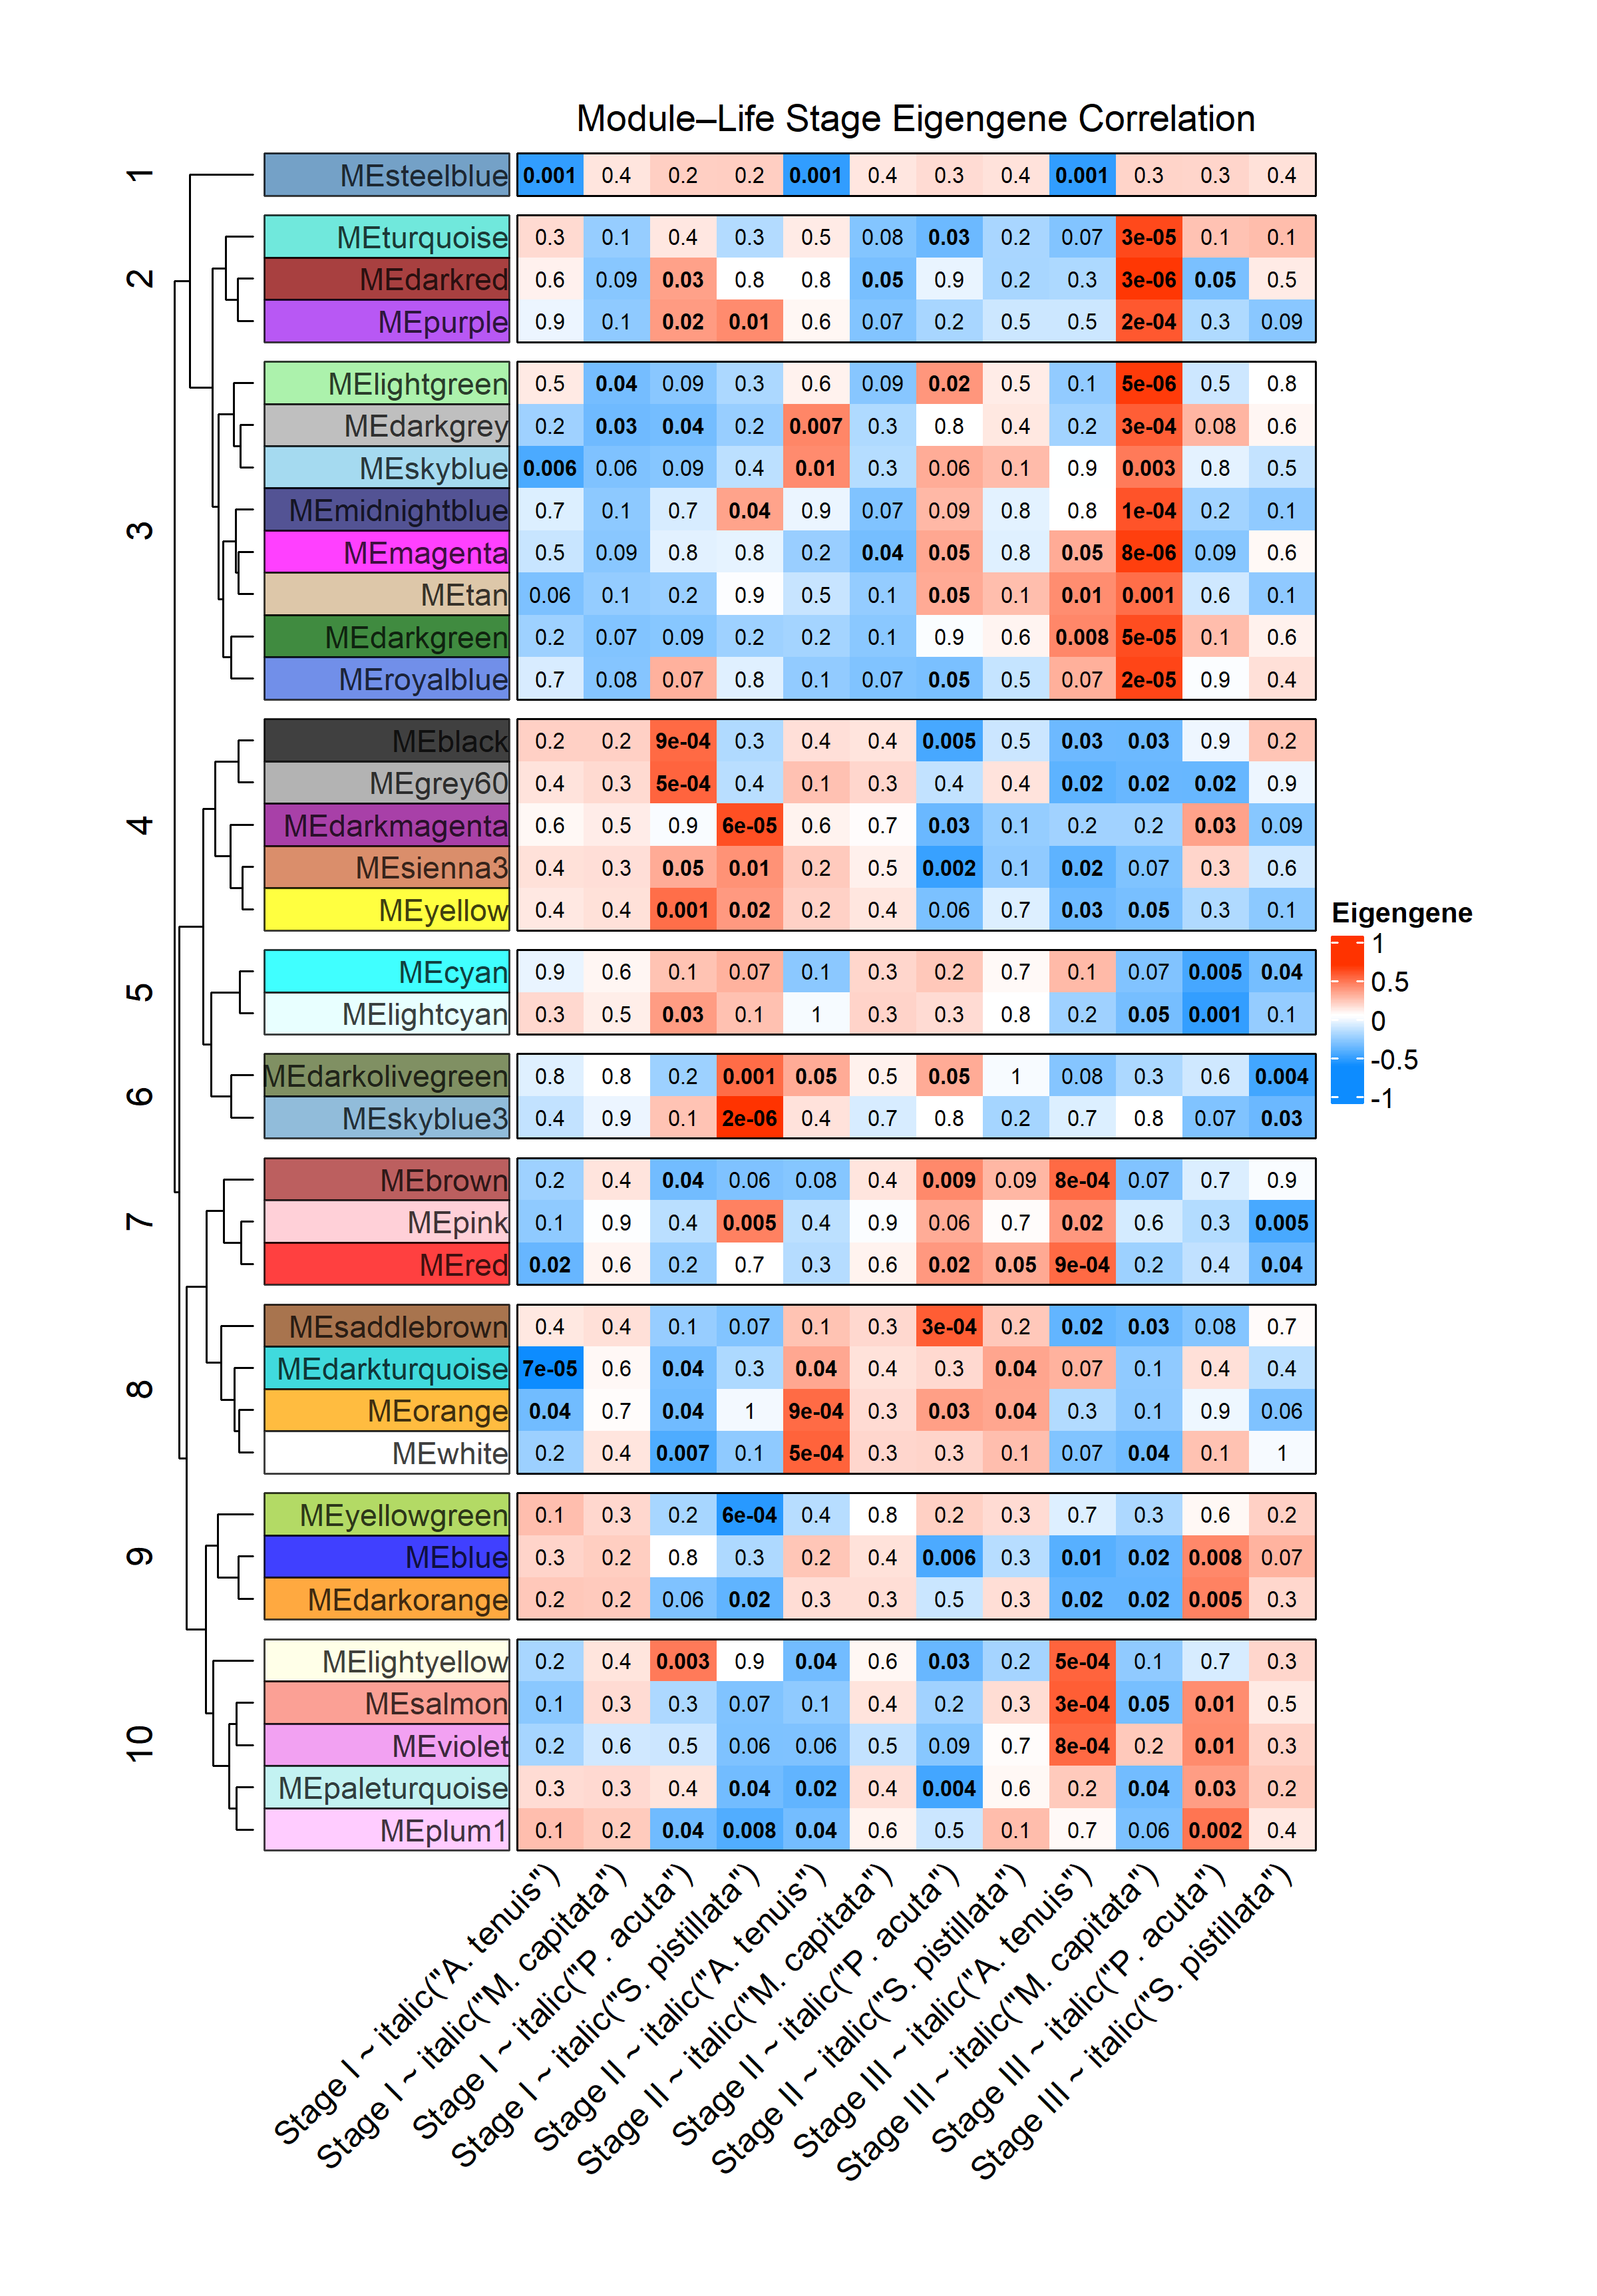 Module–Life Stage Eigengene Correlation
1
MEsteelblue 0.001 0.4 0.2 0.2 0.001 0.4 0.3 0.4 0.001 0.3 0.3 0.4
2
MEturquoise 0.3 0.1 0.4 0.3 0.5 0.08 0.03 0.2 0.07 3e-05 0.1 0.1
MEdarkred 0.6 0.09 0.03 0.8 0.8 0.05 0.9 0.2 0.3 3e-06 0.05 0.5
MEpurple 0.9 0.1 0.02 0.01 0.6 0.07 0.2 0.5 0.5 2e-04 0.3 0.09
3
MElightgreen 0.5 0.04 0.09 0.3 0.6 0.09 0.02 0.5 0.1 5e-06 0.5 0.8
MEdarkgrey 0.2 0.03 0.04 0.2 0.007 0.3 0.8 0.4 0.2 3e-04 0.08 0.6
MEskyblue 0.006 0.06 0.09 0.4 0.01 0.3 0.06 0.1 0.9 0.003 0.8 0.5
MEmidnightblue 0.7 0.1 0.7 0.04 0.9 0.07 0.09 0.8 0.8 1e-04 0.2 0.1
MEmagenta 0.5 0.09 0.8 0.8 0.2 0.04 0.05 0.8 0.05 8e-06 0.09 0.6
MEtan 0.06 0.1 0.2 0.9 0.5 0.1 0.05 0.1 0.01 0.001 0.6 0.1
MEdarkgreen 0.2 0.07 0.09 0.2 0.2 0.1 0.9 0.6 0.008 5e-05 0.1 0.6
MEroyalblue 0.7 0.08 0.07 0.8 0.1 0.07 0.05 0.5 0.07 2e-05 0.9 0.4
4
MEblack 0.2 0.2 9e-04 0.3 0.4 0.4 0.005 0.5 0.03 0.03 0.9 0.2
MEgrey60 0.4 0.3 5e-04 0.4 0.1 0.3 0.4 0.4 0.02 0.02 0.02 0.9
MEdarkmagenta 0.6 0.5 0.9 6e-05 0.6 0.7 0.03 0.1 0.2 0.2 0.03 0.09
MEsienna3 0.4 0.3 0.05 0.01 0.2 0.5 0.002 0.1 0.02 0.07 0.3 0.6
MEyellow 0.4 0.4 0.001 0.02 0.2 0.4 0.06 0.7 0.03 0.05 0.3 0.1
5
MEcyan 0.9 0.6 0.1 0.07 0.1 0.3 0.2 0.7 0.1 0.07 0.005 0.04
MElightcyan 0.3 0.5 0.03 0.1 1 0.3 0.3 0.8 0.2 0.05 0.001 0.1
6
MEdarkolivegreen 0.8 0.8 0.2 0.001 0.05 0.5 0.05 1 0.08 0.3 0.6 0.004
MEskyblue3 0.4 0.9 0.1 2e-06 0.4 0.7 0.8 0.2 0.7 0.8 0.07 0.03
7
MEbrown 0.2 0.4 0.04 0.06 0.08 0.4 0.009 0.09 8e-04 0.07 0.7 0.9
MEpink 0.1 0.9 0.4 0.005 0.4 0.9 0.06 0.7 0.02 0.6 0.3 0.005
MEred 0.02 0.6 0.2 0.7 0.3 0.6 0.02 0.05 9e-04 0.2 0.4 0.04
8
MEsaddlebrown 0.4 0.4 0.1 0.07 0.1 0.3 3e-04 0.2 0.02 0.03 0.08 0.7
MEdarkturquoise 7e-05 0.6 0.04 0.3 0.04 0.4 0.3 0.04 0.07 0.1 0.4 0.4
MEorange 0.04 0.7 0.04 1 9e-04 0.3 0.03 0.04 0.3 0.1 0.9 0.06
MEwhite 0.2 0.4 0.007 0.1 5e-04 0.3 0.3 0.1 0.07 0.04 0.1 1
9
MEyellowgreen 0.1 0.3 0.2 6e-04 0.4 0.8 0.2 0.3 0.7 0.3 0.6 0.2
MEblue 0.3 0.2 0.8 0.3 0.2 0.4 0.006 0.3 0.01 0.02 0.008 0.07
MEdarkorange 0.2 0.2 0.06 0.02 0.3 0.3 0.5 0.3 0.02 0.02 0.005 0.3
10
MElightyellow 0.2 0.4 0.003 0.9 0.04 0.6 0.03 0.2 5e-04 0.1 0.7 0.3
MEsalmon 0.1 0.3 0.3 0.07 0.1 0.4 0.2 0.3 3e-04 0.05 0.01 0.5
MEviolet 0.2 0.6 0.5 0.06 0.06 0.5 0.09 0.7 8e-04 0.2 0.01 0.3
MEpaleturquoise 0.3 0.3 0.4 0.04 0.02 0.4 0.004 0.6 0.2 0.04 0.03 0.2
MEplum1 0.1 0.2 0.04 0.008 0.04 0.6 0.5 0.1 0.7 0.06 0.002 0.4
Stage I ~ italic("A. tenuis")
Stage I ~ italic("M. capitata")
Stage I ~ italic("P. acuta")
Stage I ~ italic("S. pistillata")
Stage II ~ italic("A. tenuis")
Stage II ~ italic("M. capitata")
Stage II ~ italic("P. acuta")
Stage II ~ italic("S. pistillata")
Stage III ~ italic("A. tenuis")
Stage III ~ italic("M. capitata")
Stage III ~ italic("P. acuta")
Stage III ~ italic("S. pistillata")
Eigengene
1
0.5
0
-0.5
-1